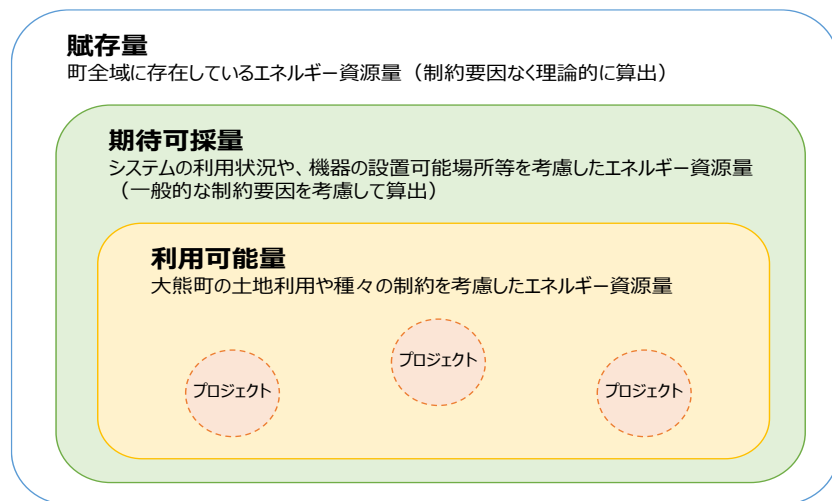 賦存量
町全域に存在しているエネルギー資源量（制約要因なく理論的に算出）
期待可採量
システムの利用状況や、機器の設置可能場所等を考慮したエネルギー資源量
（一般的な制約要因を考慮して算出）
利用可能量
大熊町の土地利用や種々の制約を考慮したエネルギー資源量
プロジェクト
プロジェクト
プロジェクト